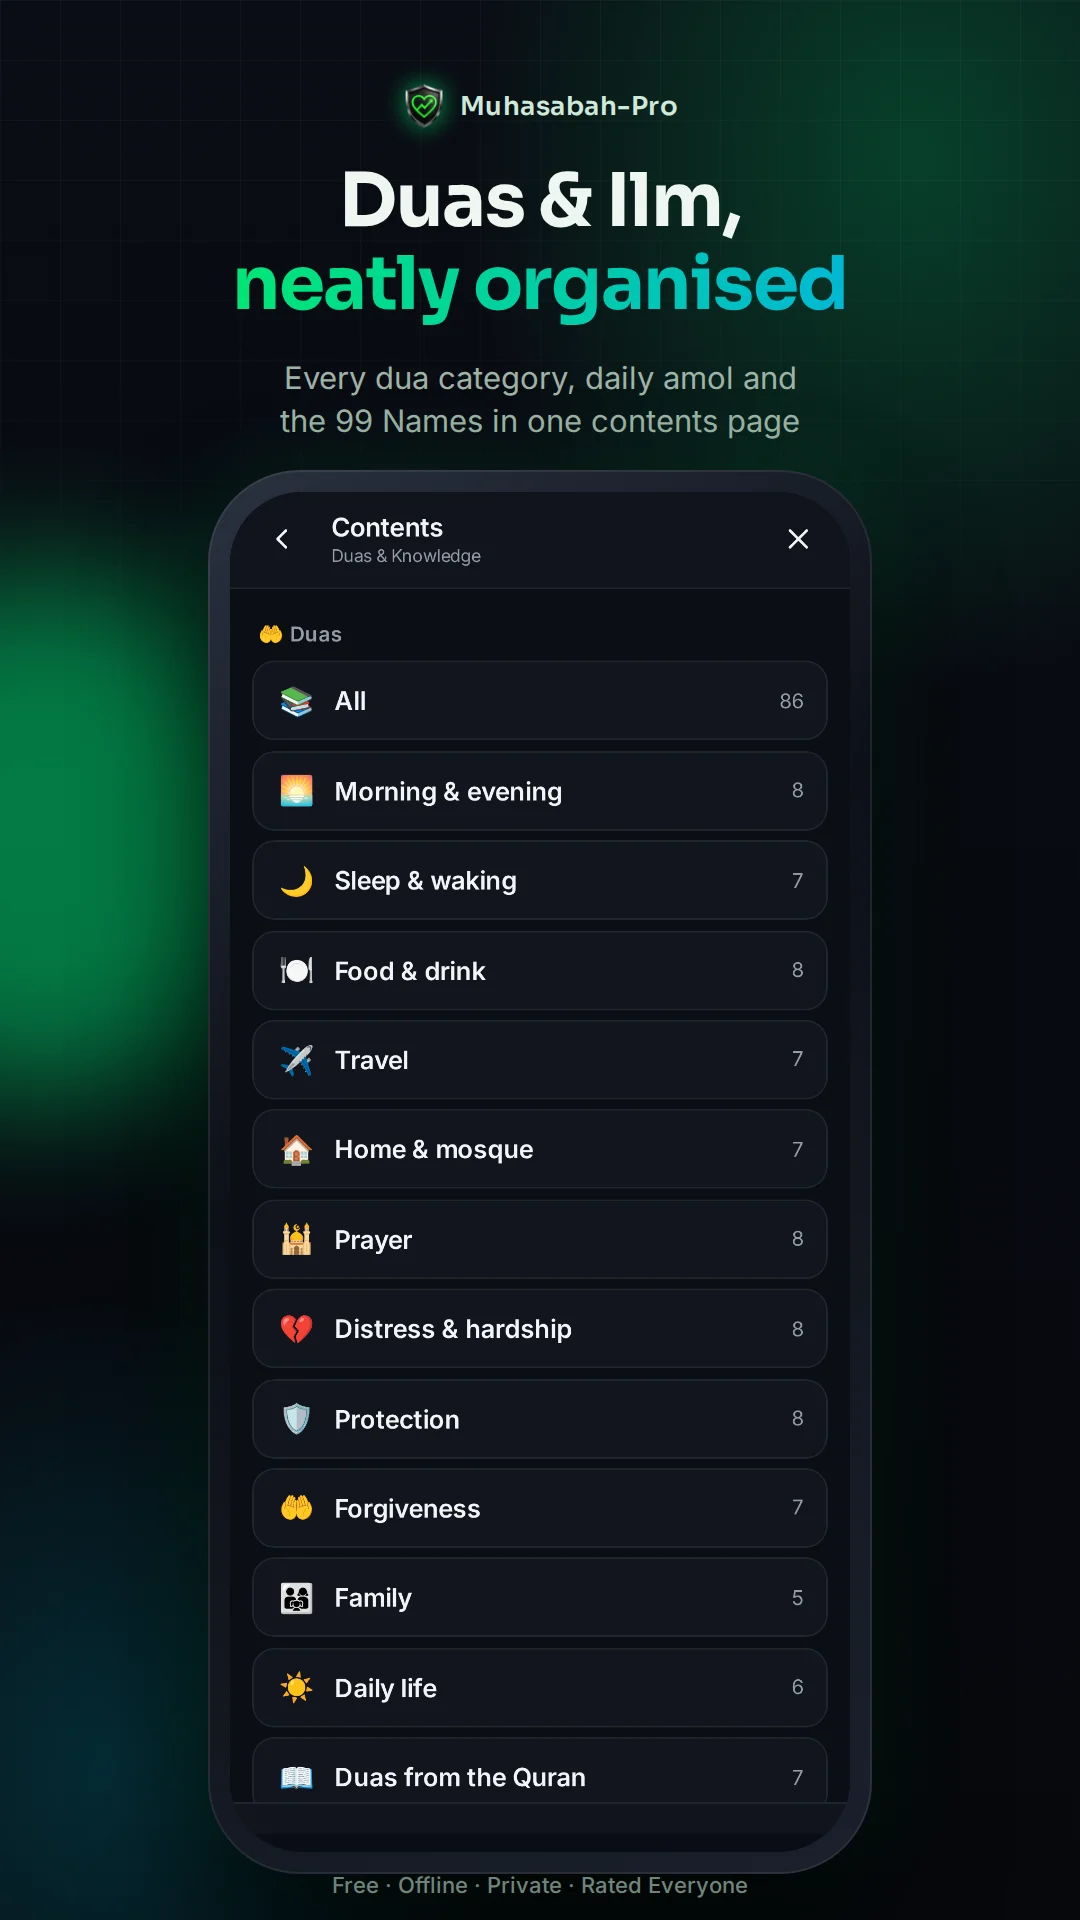 Muhasabah-Pro
Duas & Ilm,
neatly organised
Every dua category, daily amol and
the 99 Names in one contents page
Contents
Duas & Knowledge
Duas
All 86
Morning & evening 8
Sleep & waking 7
Food & drink 8
Travel 7
Home & mosque 7
Prayer 8
Distress & hardship 8
Protection 8
Forgiveness 7
Family 5
Daily life 6
Duas from the Quran 7
Free · Offline · Private · Rated Everyone